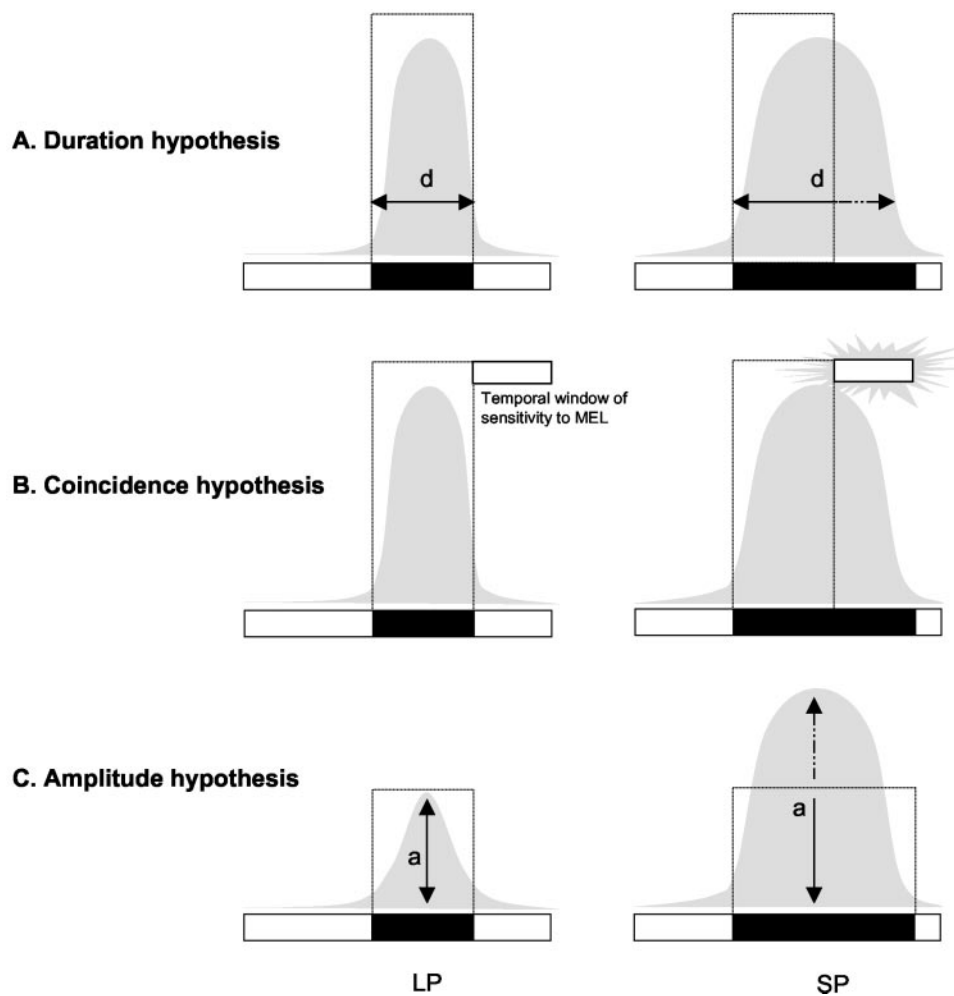 A. Duration hypothesis
d
d
Temporal window of
sensitivity to MEL
B. Coincidence hypothesis
C. Amplitude hypothesis
a
a
LP
SP